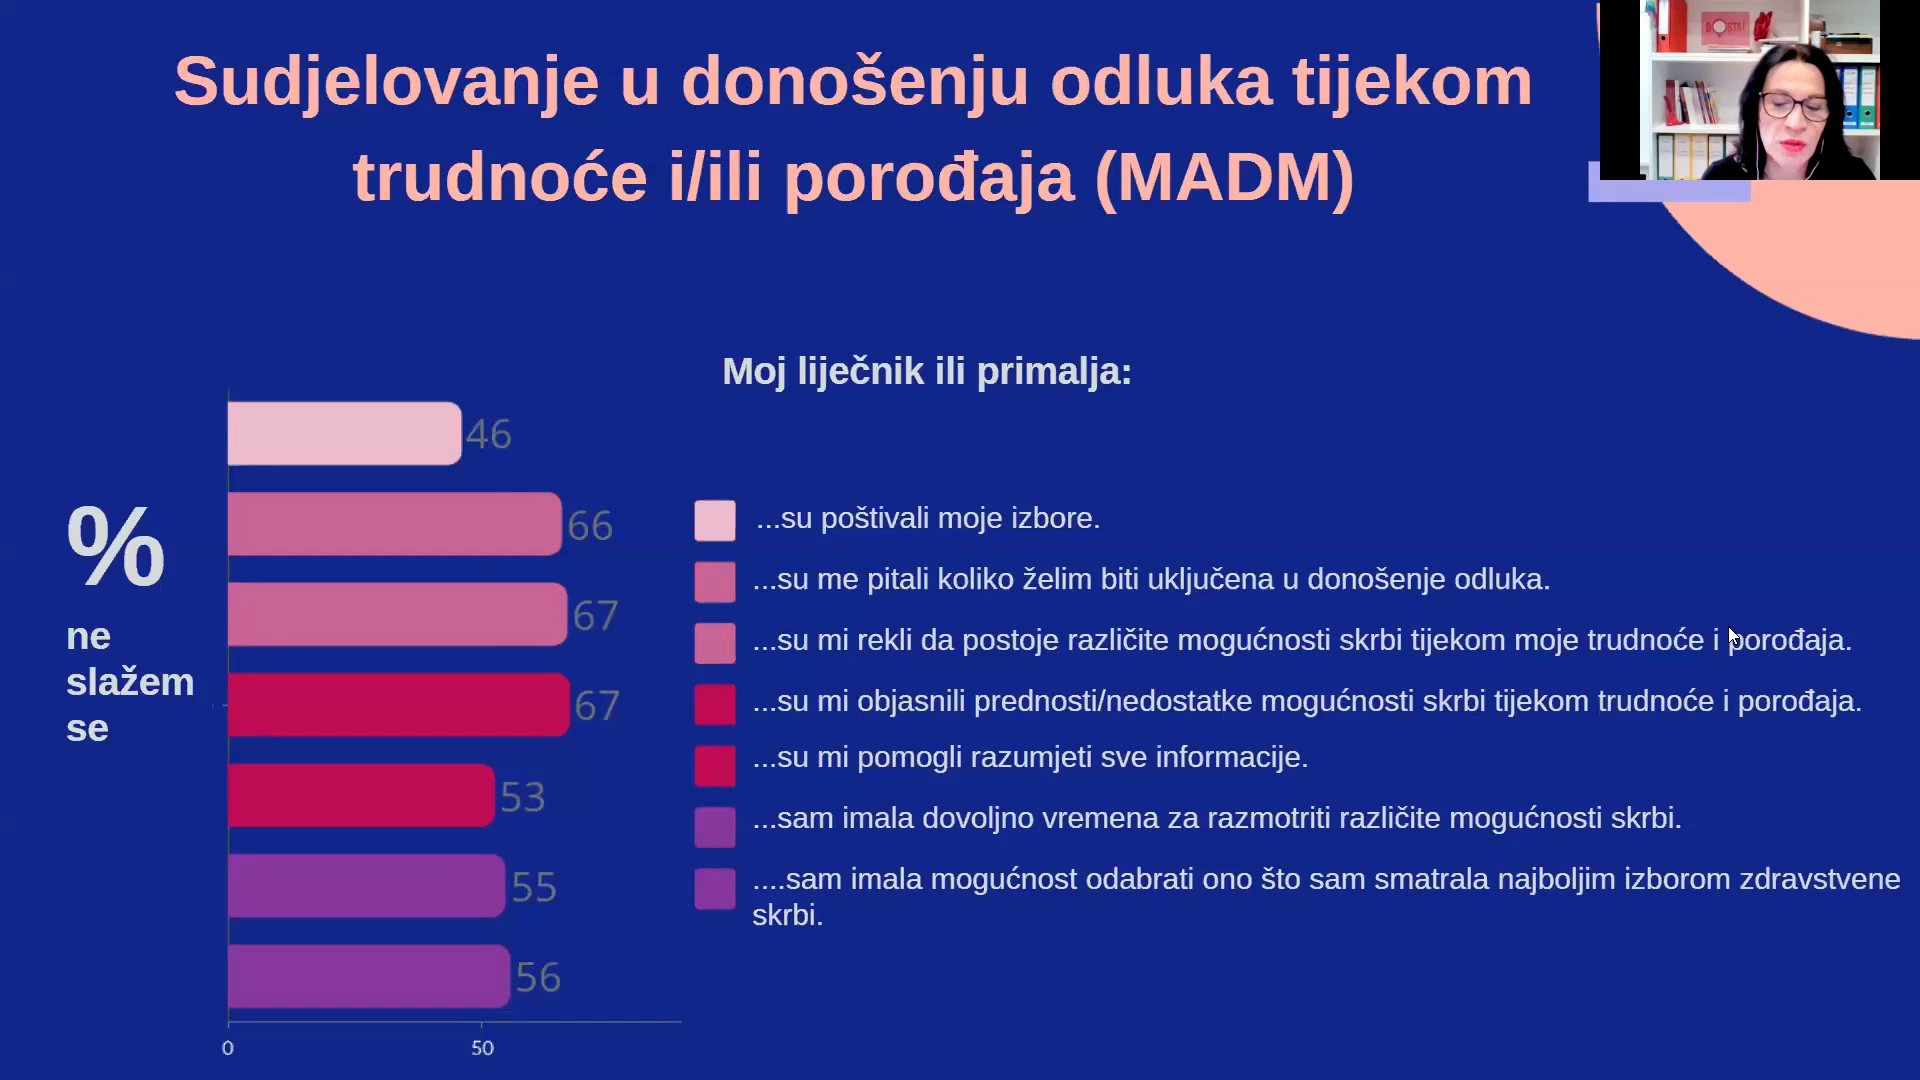 Sudjelovanje u donošenju odluka tijekom
trudnoće i/ili porođaja (MADM)
Moj liječnik ili primalja:
%
ne
slažem
se
46
66
67
67
53
55
56
0
50
...su poštivali moje izbore.
...su me pitali koliko želim biti uključena u donošenje odluka.
...su mi rekli da postoje različite mogućnosti skrbi tijekom moje trudnoće i porođaja.
...su mi objasnili prednosti/nedostatke mogućnosti skrbi tijekom trudnoće i porođaja.
...su mi pomogli razumjeti sve informacije.
...sam imala dovoljno vremena za razmotriti različite mogućnosti skrbi.
....sam imala mogućnost odabrati ono što sam smatrala najboljim izborom zdravstvene
skrbi.